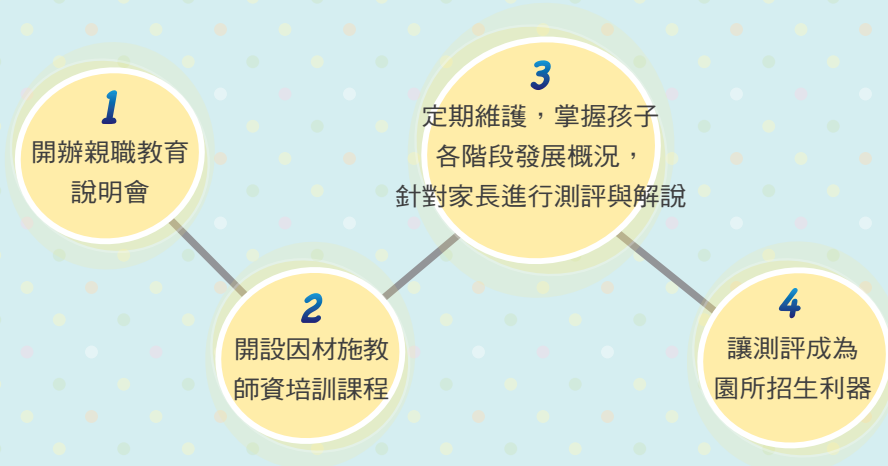 1
開辦親職教育
說明會
2
開設因材施教
師資培訓課程
3
定期維護，掌握孩子
各階段發展概況，
針對家長進行測評與解說
4
讓測評成為
園所招生利器